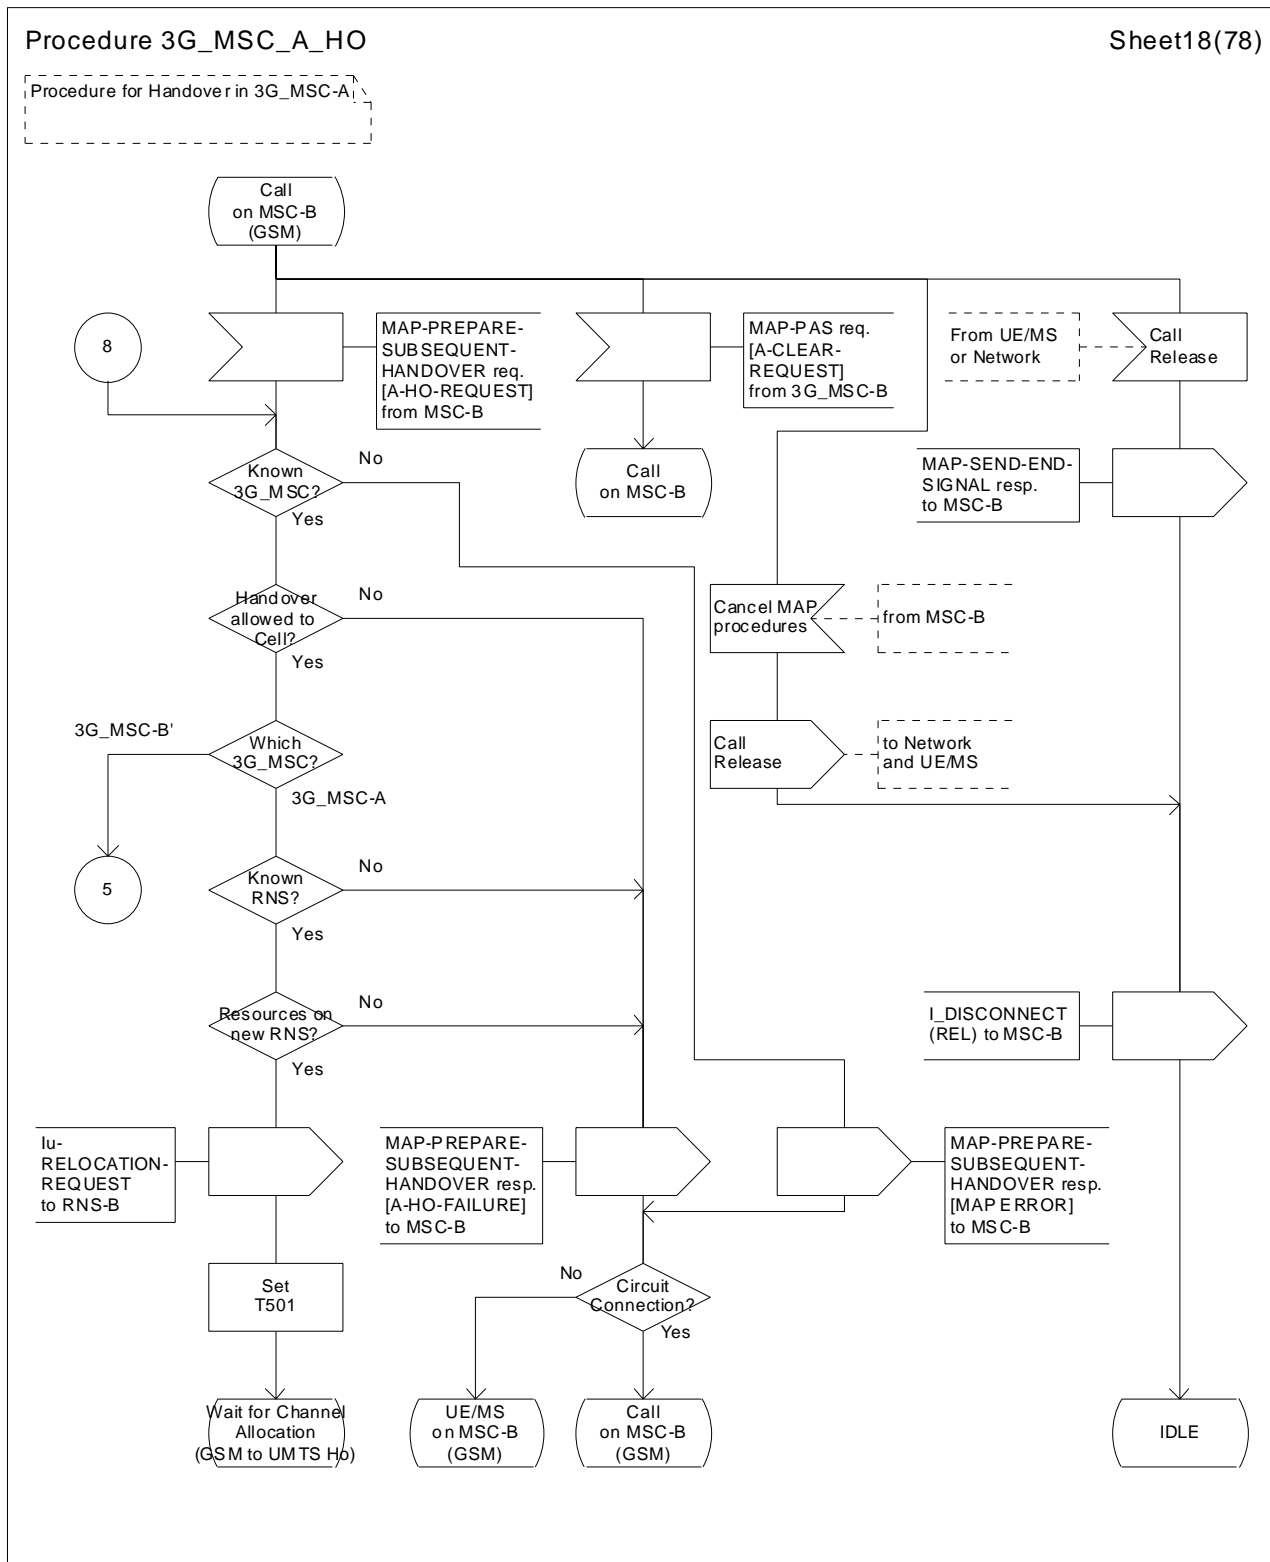 Procedure 3G_MSC_A_HO
Sheet18(78)
Procedure for Handover in 3G_MSC-A
Call
on MSC-B
(GSM)
8
MAP-PREPARE-
SUBSEQUENT-
HANDOVER req.
[A-HO-REQUEST]
from MSC-B
MAP-PAS req.
[A-CLEAR-
REQUEST]
from 3G_MSC-B
From UE/MS
or Network
Call
Release
Known
3G_MSC?
No
Yes
Call
on MSC-B
MAP-SEND-END-
SIGNAL resp.
to MSC-B
Handover
allowed to
Cell?
No
Yes
Cancel MAP
procedures
from MSC-B
3G_MSC-B'
Which
3G_MSC?
3G_MSC-A
Call
Release
to Network
and UE/MS
5
Known
RNS?
No
Yes
Resources on
new RNS?
No
Yes
I_DISCONNECT
(REL) to MSC-B
Iu-
RELOCATION-
REQUEST
to RNS-B
MAP-PREPARE-
SUBSEQUENT-
HANDOVER resp.
[A-HO-FAILURE]
to MSC-B
MAP-PREPARE-
SUBSEQUENT-
HANDOVER resp.
[MAP ERROR]
to MSC-B
Set
T501
No
Circuit
Connection?
Yes
Wait for Channel
Allocation
(GSM to UMTS Ho)
UE/MS
on MSC-B
(GSM)
Call
on MSC-B
(GSM)
IDLE